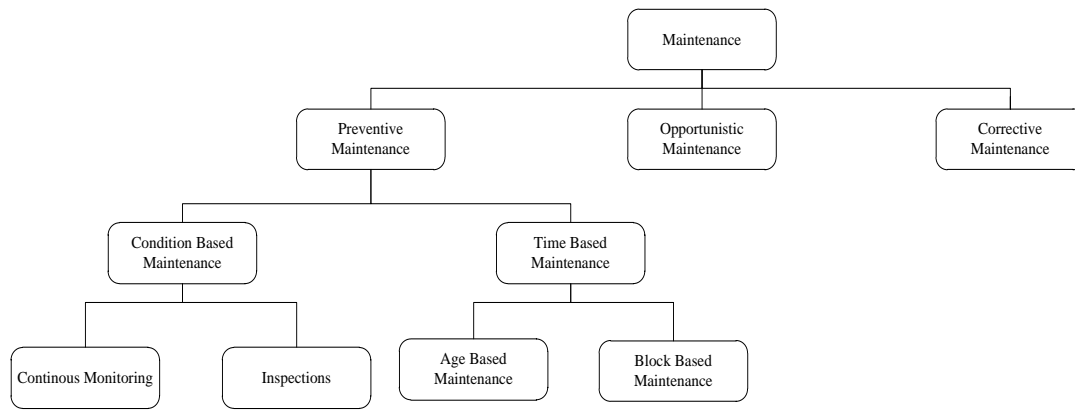 Maintenance
Preventive
Maintenance
Opportunistic
Maintenance
Corrective
Maintenance
Condition Based
Maintenance
Time Based
Maintenance
Continous Monitoring
Inspections
Age Based
Maintenance
Block Based
Maintenance